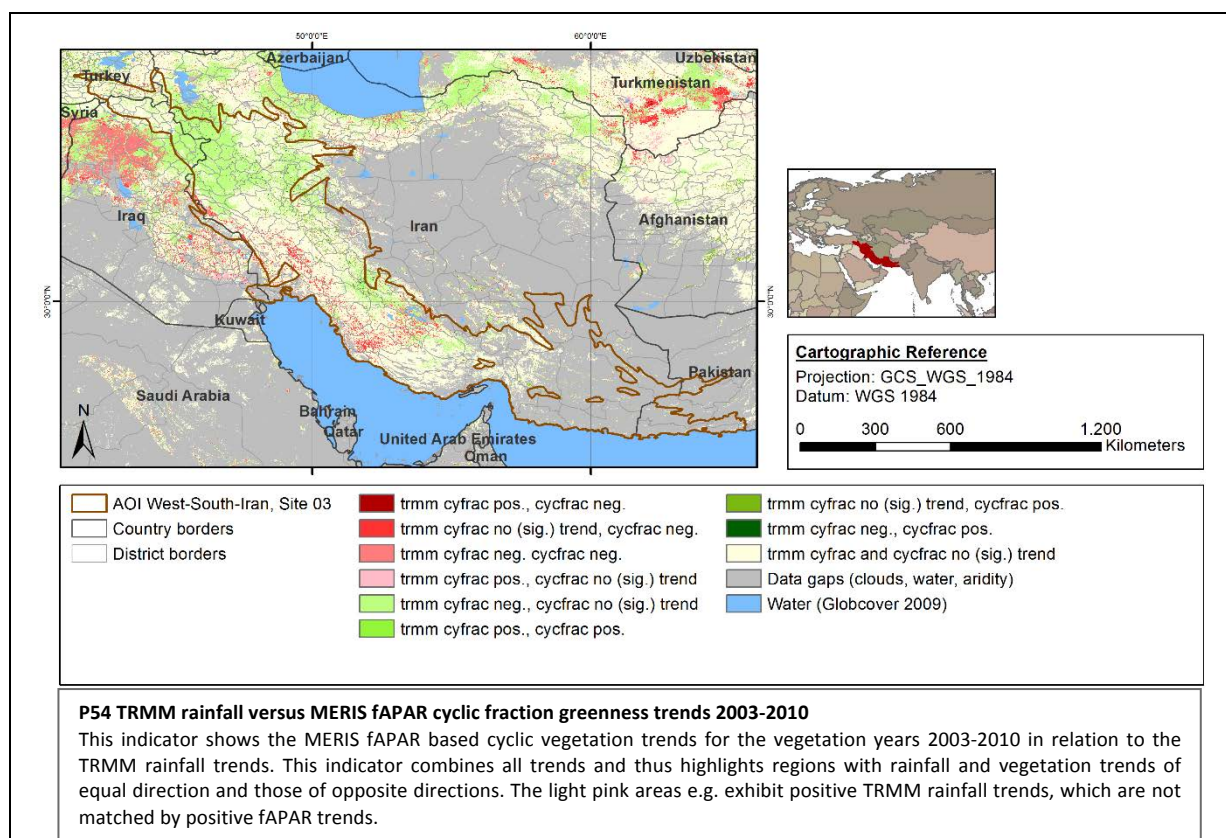 50°0'0"E
60°0'0"E
Azerbaijan
Uzbekistan
Turkey
Turkmenistan
Syria
Iraq
Iran
Afghanistan
30°0'0"N
30°0'0"N
Kuwait
Pakistan
Saudi Arabia
N
Bahrain
Qatar
United Arab Emirates
Oman
Cartographic Reference
Projection: GCS_WGS_1984
Datum: WGS 1984
0 300 600 1.200
Kilometers
AOI West-South-Iran, Site 03
Country borders
District borders
trmm cyfrac pos., cycfrac neg.
trmm cyfrac no (sig.) trend, cycfrac neg.
trmm cyfrac neg. cycfrac neg.
trmm cyfrac pos., cycfrac no (sig.) trend
trmm cyfrac neg., cycfrac no (sig.) trend
trmm cyfrac pos., cycfrac pos.
trmm cyfrac no (sig.) trend, cycfrac pos.
trmm cyfrac neg., cycfrac pos.
trmm cyfrac and cycfrac no (sig.) trend
Data gaps (clouds, water, aridity)
Water (Globcover 2009)
P54 TRMM rainfall versus MERIS fAPAR cyclic fraction greenness trends 2003-2010
This indicator shows the MERIS fAPAR based cyclic vegetation trends for the vegetation years 2003-2010 in relation to the
TRMM rainfall trends. This indicator combines all trends and thus highlights regions with rainfall and vegetation trends of
equal direction and those of opposite directions. The light pink areas e.g. exhibit positive TRMM rainfall trends, which are not
matched by positive fAPAR trends.